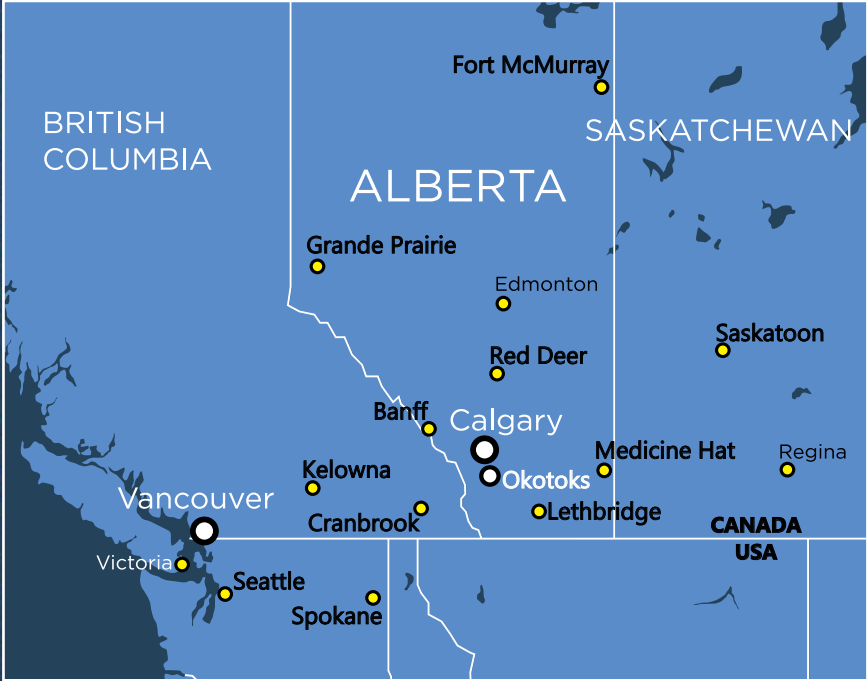 Fort McMurray
BRITISH
COLUMBIA
SASKATCHEWAN
ALBERTA
Grande Prairie
Edmonton
Saskatoon
Red Deer
Banff
Calgary
Medicine Hat
Regina
Kelowna
Okotoks
Vancouver
Cranbrook
Lethbridge
CANADA
USA
Victoria
Seattle
Spokane